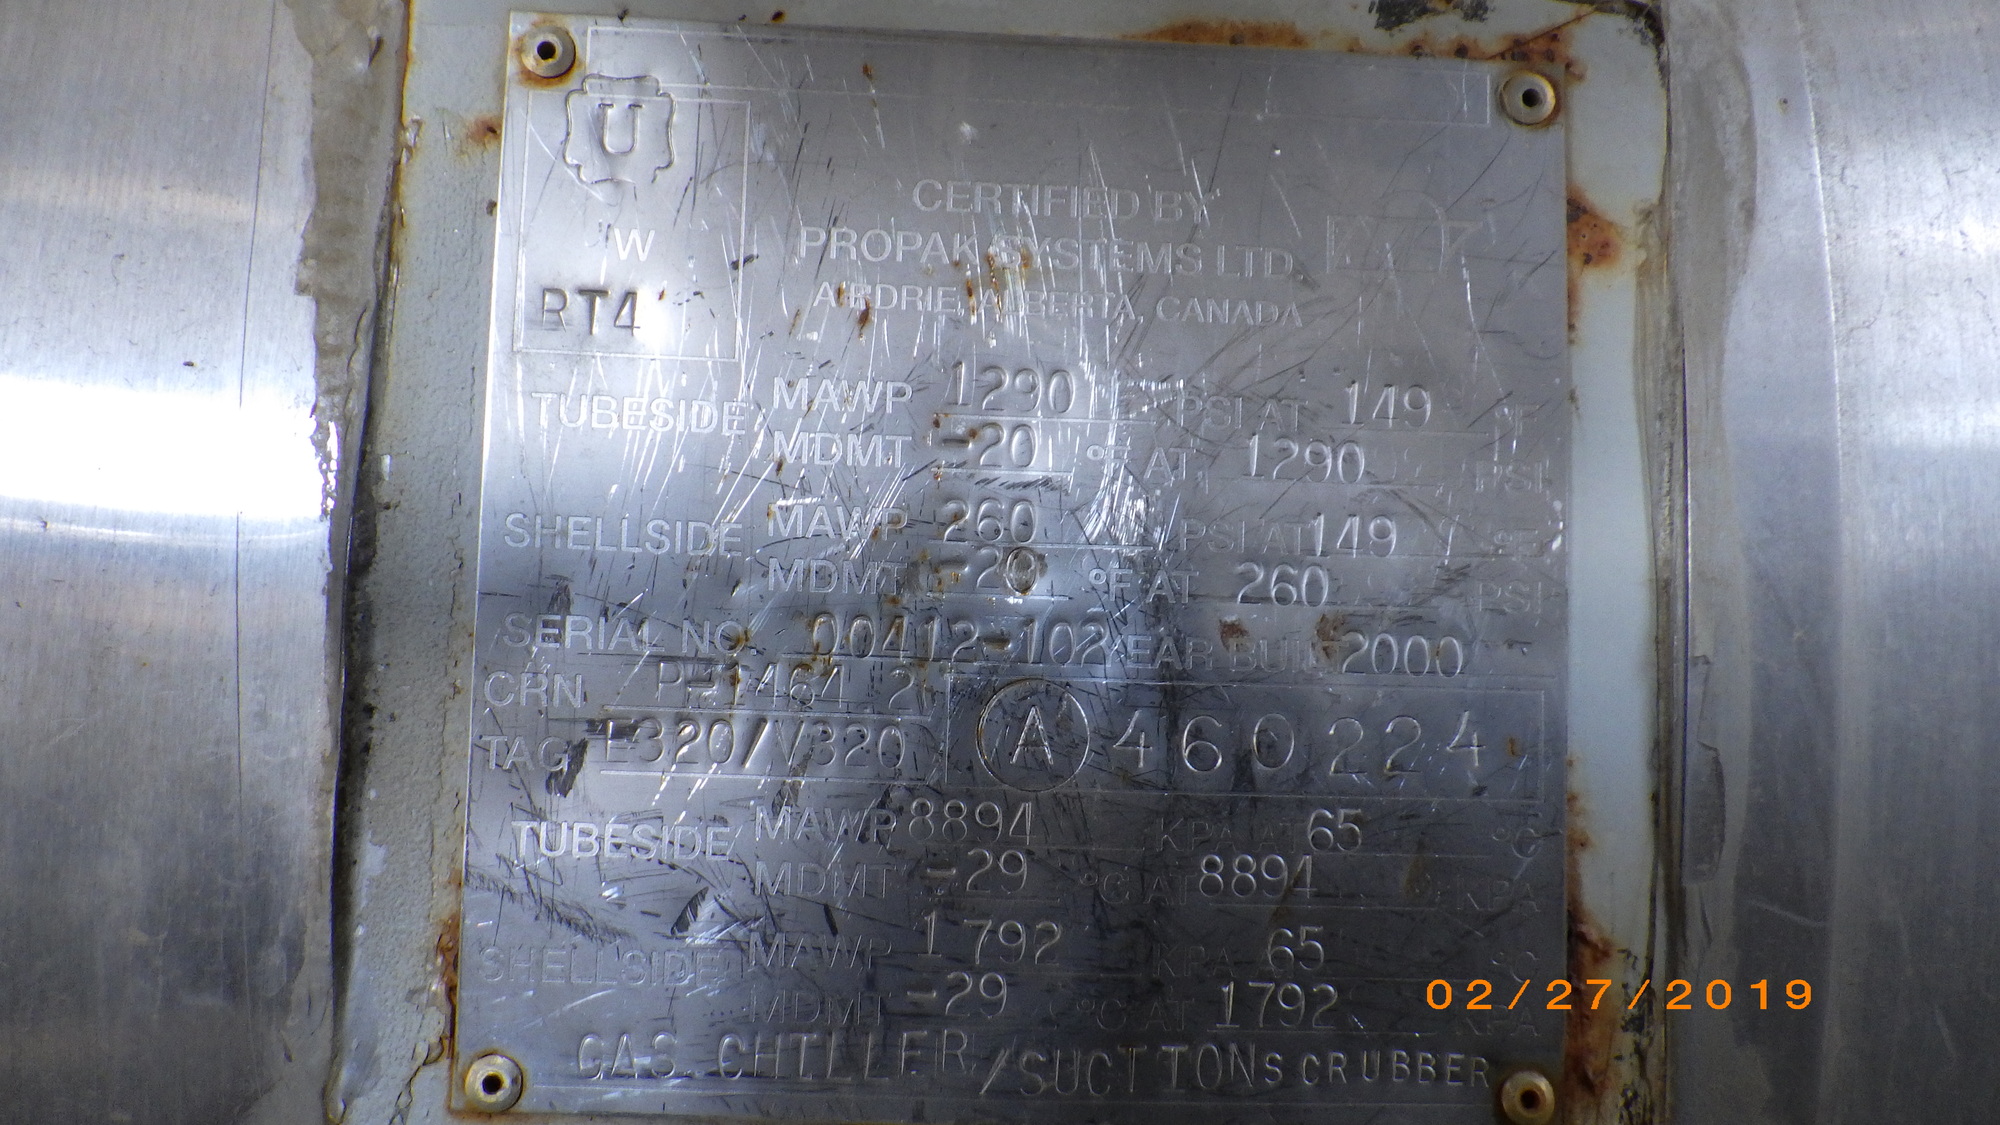 U
W
RT4
CERTIFIED BY
PROPAK SYSTEMS LTD.
AIRDRIE, ALBERTA, CANADA
TUBESIDE MAWP 1290 PSI AT 149 °F
MDMT -20 °F AT 1290 PSI
SHELLSIDE MAWP 260 PSI AT 149 °F
MDMT -20 °F AT 260 PSI
SERIAL NO. 00412-102 YEAR BUILT 2000
CRN
TAG E320/V320
A 460224
TUBESIDE MAWP 8894 KPA AT 65 °C
MDMT -29 °C AT 8894 KPA
SHELLSIDE MAWP 1792 KPA 65 °C
MDMT -29 °C AT 1792 KPA
GAS CHILLER/SUCTIONSCRUBBER
02/27/2019